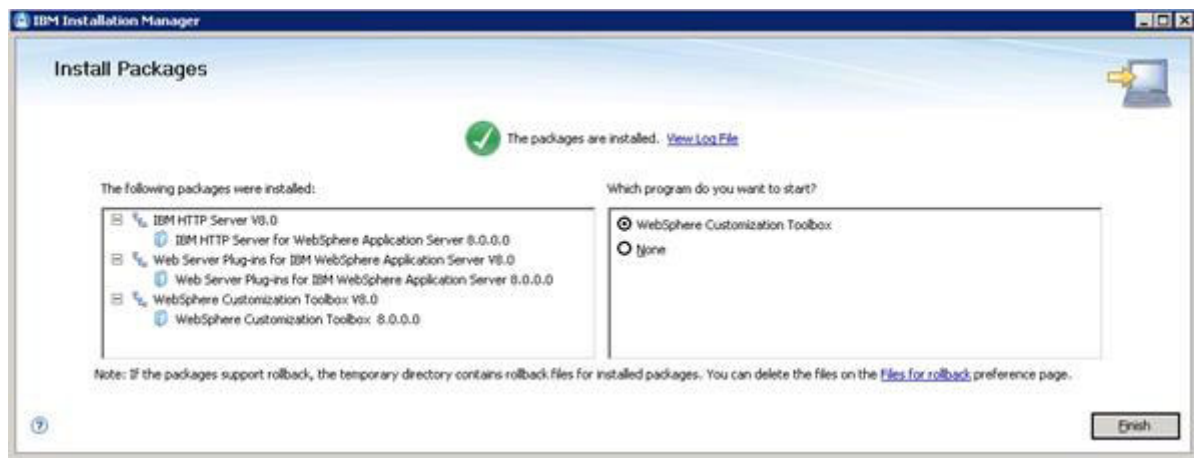 IBM Installation Manager
Install Packages
The packages are installed. View Log File
The following packages were installed:
IBM HTTP Server V8.0
IBM HTTP Server for WebSphere Application Server 8.0.0.0
Web Server Plug-ins for IBM WebSphere Application Server V8.0
Web Server Plug-ins for IBM WebSphere Application Server 8.0.0.0
WebSphere Customization Toolbox V8.0
WebSphere Customization Toolbox 8.0.0.0
Which program do you want to start?
WebSphere Customization Toolbox
None
Note: If the packages support rollback, the temporary directory contains rollback files for installed packages. You can delete the files on the Files for rollback preference page.
?
Finish